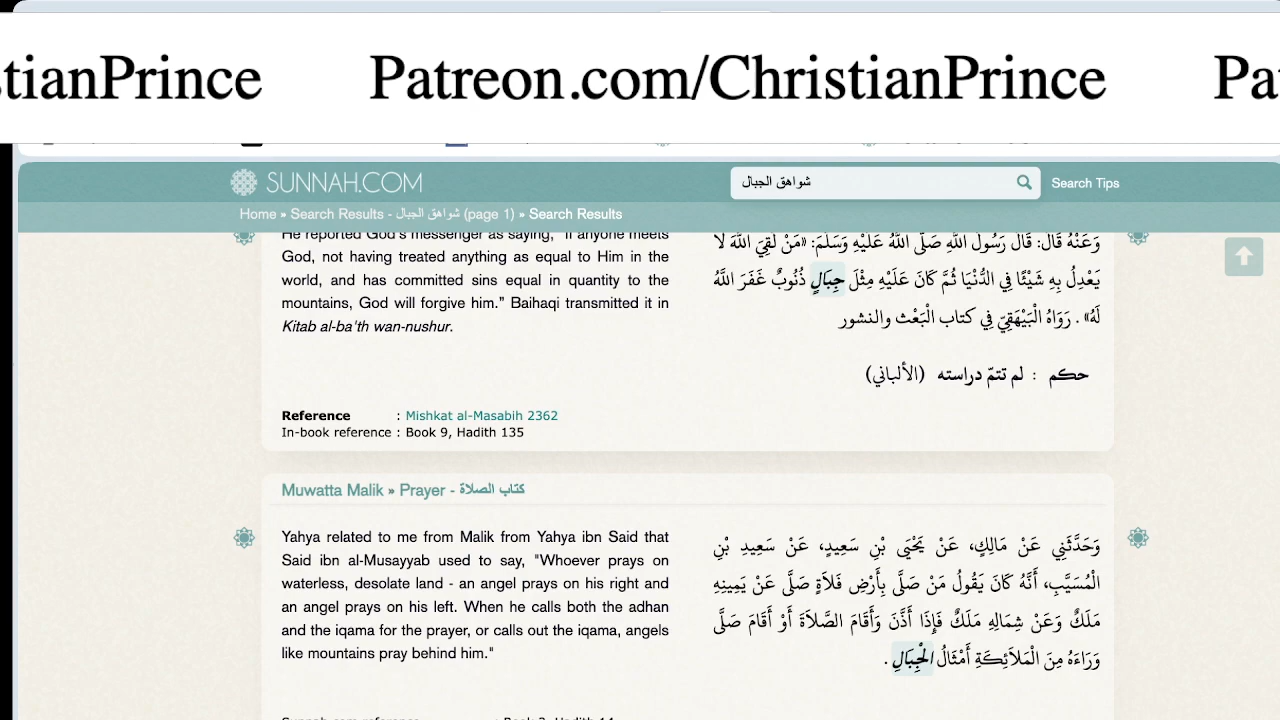 tianPrince Patreon.com/ChristianPrince Pa
SUNNAH.COM شواهق الجبال Search Tips
Home » Search Results - شواهق الجبال (page 1) » Search Results
He reported God's messenger as saying, "If anyone meets
God, not having treated anything as equal to Him in the
world, and has committed sins equal in quantity to the
mountains, God will forgive him.” Baihaqi transmitted it in
Kitab al-ba'th wan-nushur.
وَعَنْهُ قَالَ: قَالَ رَسُولُ اللَّهِ صَلَّى اللَّهُ عَلَيْهِ وَسَلَّمَ: «مَنْ لَقِيَ اللَّهَ لَا
يَعْدِلُ بِهِ شَيْئًا فِي الدُّنْيَا ثُمَّ كَانَ عَلَيْهِ مِثْلَ جِبَالٍ ذُنُوبٌ غَفَرَ اللَّهُ
لَهُ» . رَوَاهُ الْبَيْهَقِيّ فِي كتاب الْبَعْث والنشور
حكم : لم تتمّ دراسته (الألباني)
Reference : Mishkat al-Masabih 2362
In-book reference : Book 9, Hadith 135
Muwatta Malik » Prayer - كتاب الصلاة
Yahya related to me from Malik from Yahya ibn Said that
Said ibn al-Musayyab used to say, "Whoever prays on
waterless, desolate land - an angel prays on his right and
an angel prays on his left. When he calls both the adhan
and the iqama for the prayer, or calls out the iqama, angels
like mountains pray behind him."
وَحَدَّثَنِي عَنْ مَالِكٍ، عَنْ يَحْيَى بْنِ سَعِيدٍ، عَنْ سَعِيدِ بْنِ
الْمُسَيَّبِ، أَنَّهُ كَانَ يَقُولُ مَنْ صَلَّى بِأَرْضِ فَلاَةٍ صَلَّى عَنْ يَمِينِهِ
مَلَكٌ وَعَنْ شِمَالِهِ مَلَكٌ فَإِذَا أَذَّنَ وَأَقَامَ الصَّلاَةَ أَوْ أَقَامَ صَلَّى
وَرَاءَهُ مِنَ الْمَلاَئِكَةِ أَمْثَالُ الْجِبَالِ .